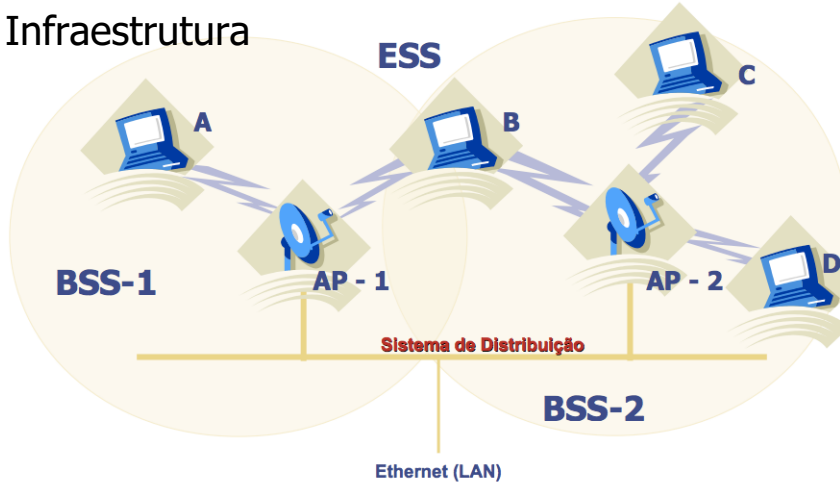 Infraestrutura
ESS
A
B
C
D
BSS-1
AP - 1
AP - 2
Sistema de Distribuição
BSS-2
Ethernet (LAN)